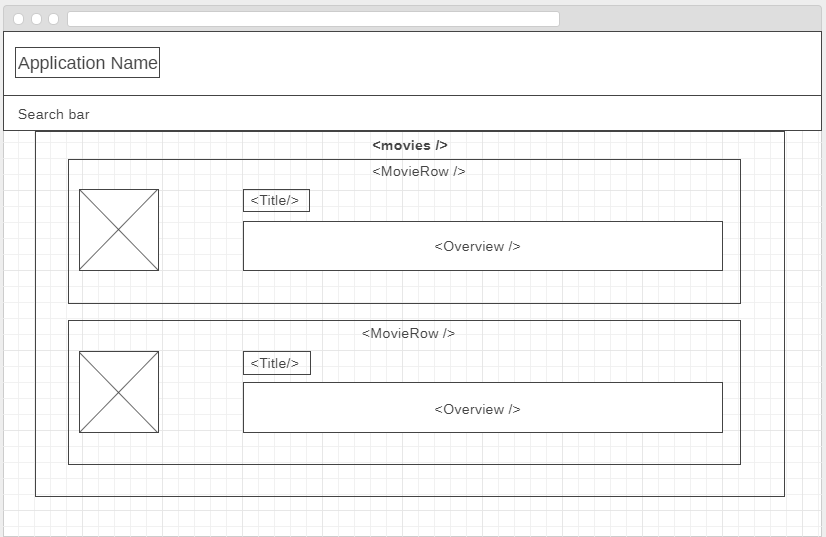 Application Name
Search bar
<movies />
<MovieRow />
<Title/>
<Overview />
<MovieRow />
<Title/>
<Overview />